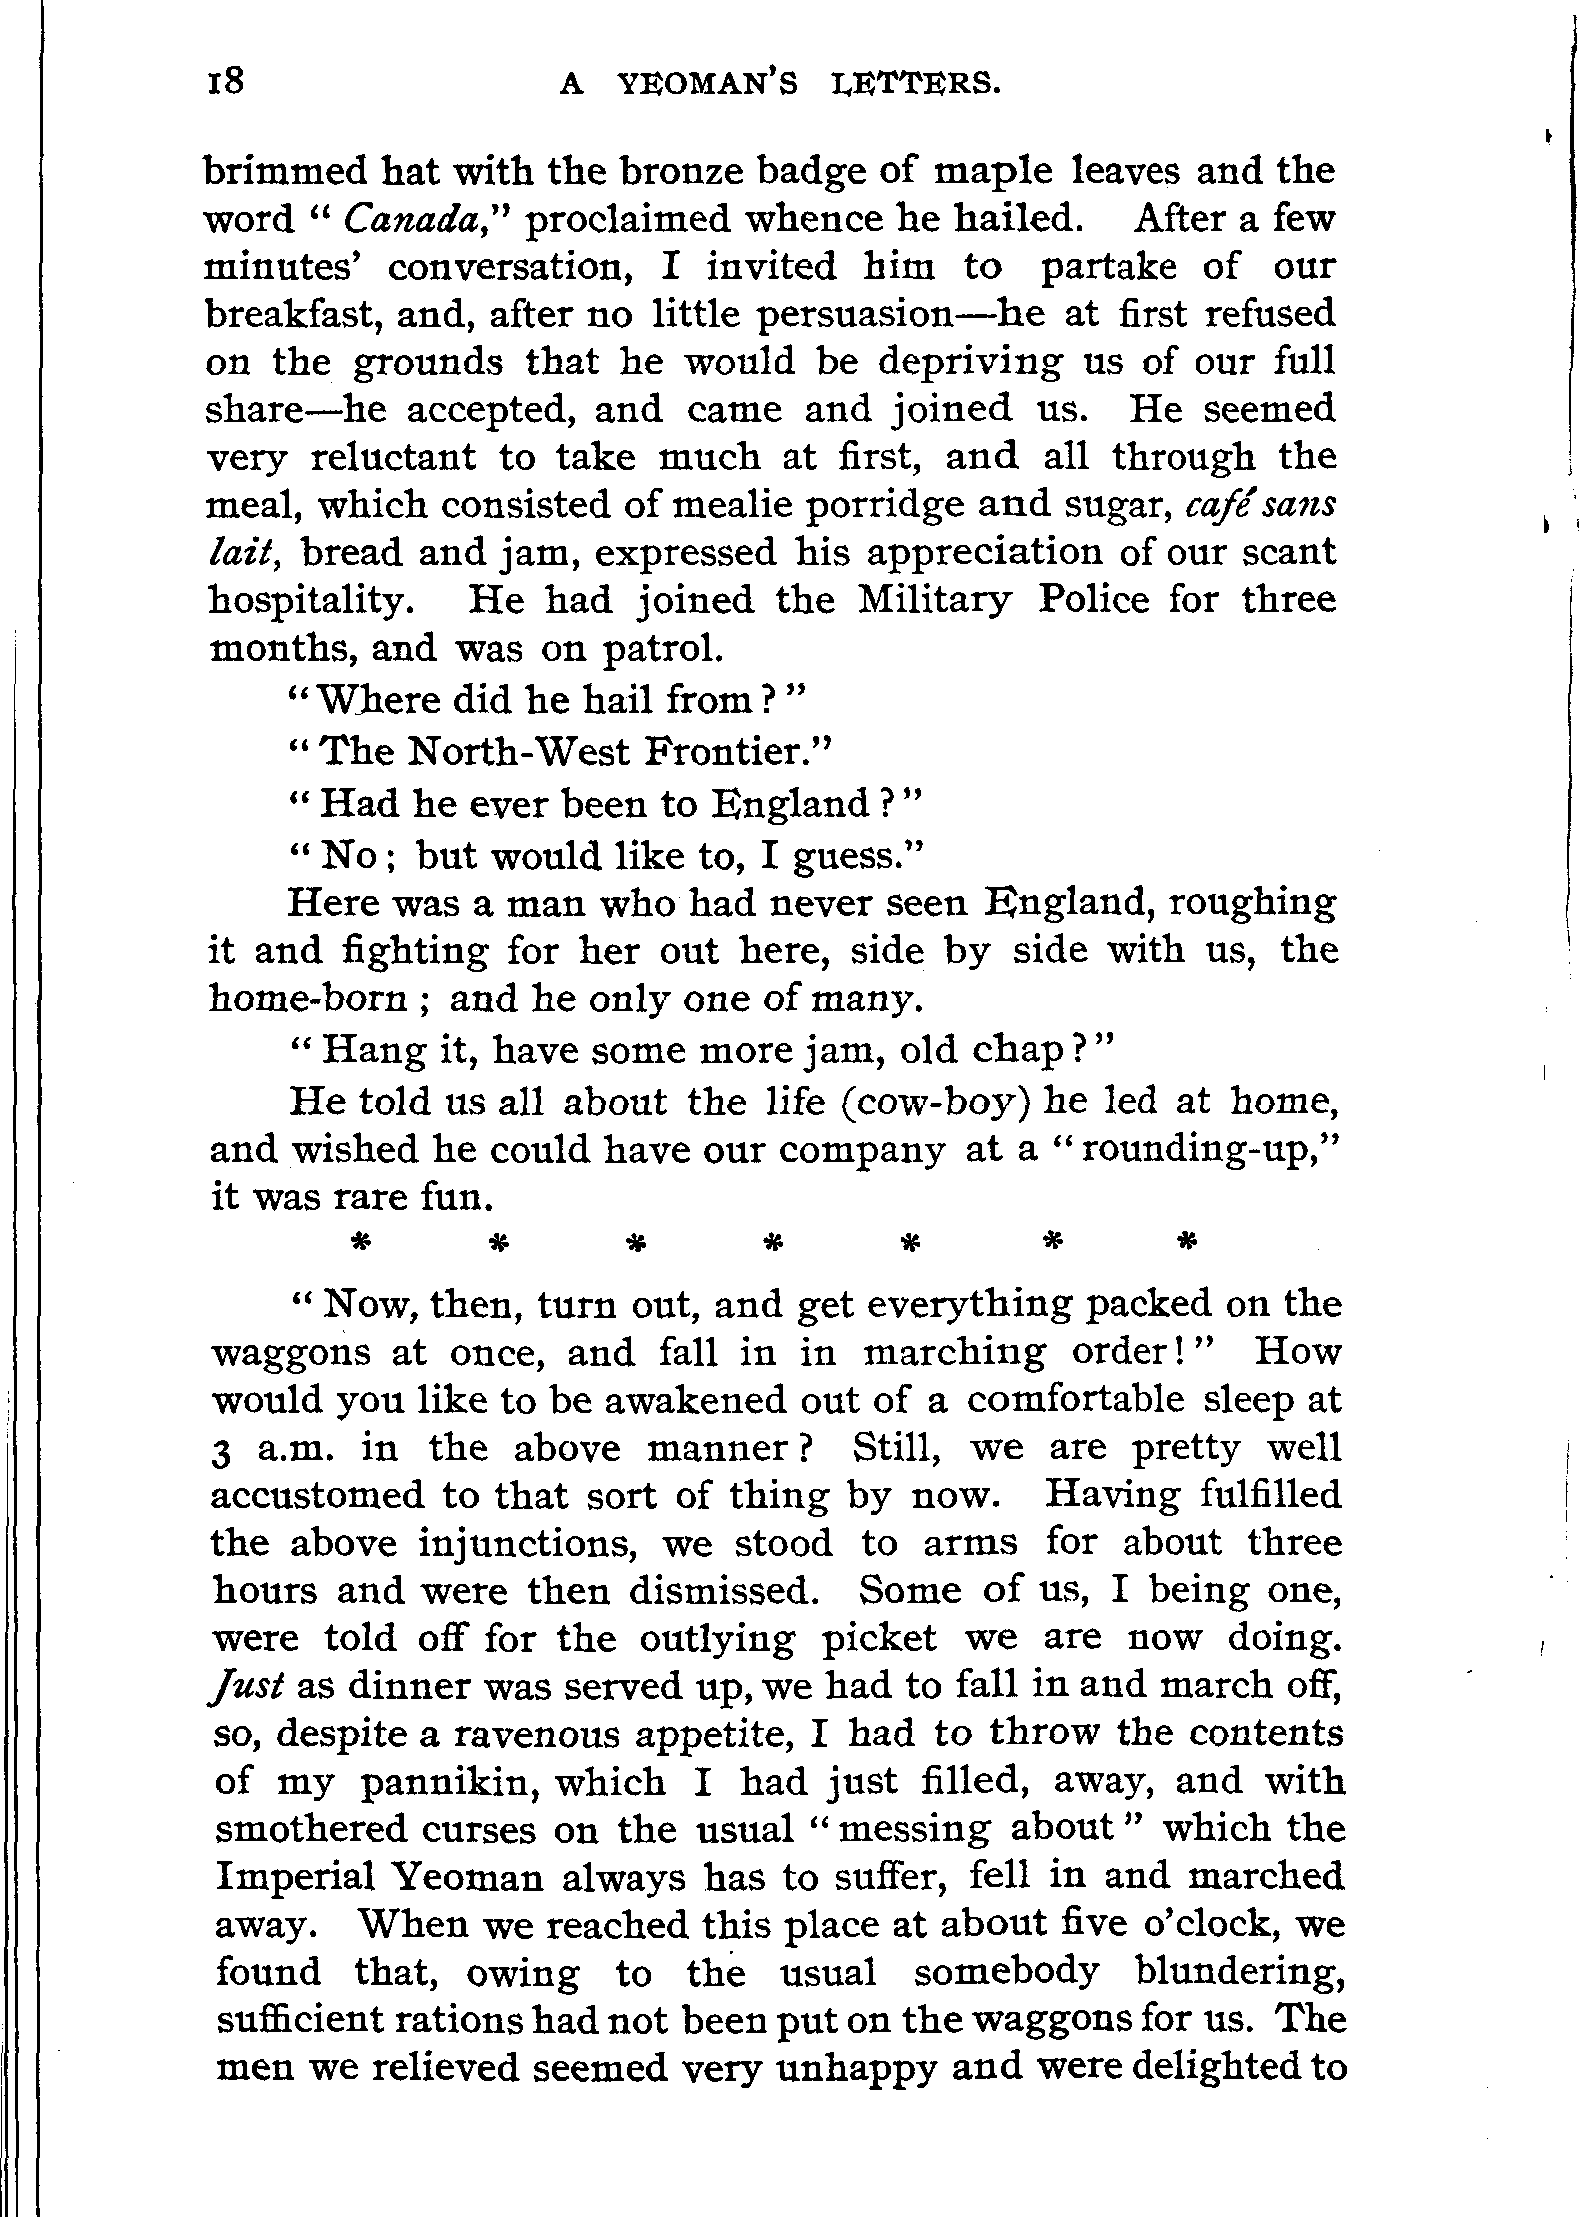 18 A YEOMAN'S LETTERS.
brimmed hat with the bronze badge of maple leaves and the
word " Canada," proclaimed whence he hailed. After a few
minutes' conversation, I invited him to partake of our
breakfast, and, after no little persuasion—he at first refused
on the grounds that he would be depriving us of our full
share—he accepted, and came and joined us. He seemed
very reluctant to take much at first, and all through the
meal, which consisted of mealie porridge and sugar, café sans
lait, bread and jam, expressed his appreciation of our scant
hospitality. He had joined the Military Police for three
months, and was on patrol.
"Where did he hail from ? "
" The North-West Frontier."
" Had he ever been to England ? "
" No ; but would like to, I guess."
Here was a man who had never seen England, roughing
it and fighting for her out here, side by side with us, the
home-born ; and he only one of many.
" Hang it, have some more jam, old chap ? "
He told us all about the life (cow-boy) he led at home,
and wished he could have our company at a " rounding-up,"
it was rare fun.
* * * * * * *
" Now, then, turn out, and get everything packed on the
waggons at once, and fall in in marching order! " How
would you like to be awakened out of a comfortable sleep at
3 a.m. in the above manner ? Still, we are pretty well
accustomed to that sort of thing by now. Having fulfilled
the above injunctions, we stood to arms for about three
hours and were then dismissed. Some of us, I being one,
were told off for the outlying picket we are now doing.
Just as dinner was served up, we had to fall in and march off,
so, despite a ravenous appetite, I had to throw the contents
of my pannikin, which I had just filled, away, and with
smothered curses on the usual " messing about " which the
Imperial Yeoman always has to suffer, fell in and marched
away. When we reached this place at about five o'clock, we
found that, owing to the usual somebody blundering,
sufficient rations had not been put on the waggons for us. The
men we relieved seemed very unhappy and were delighted to